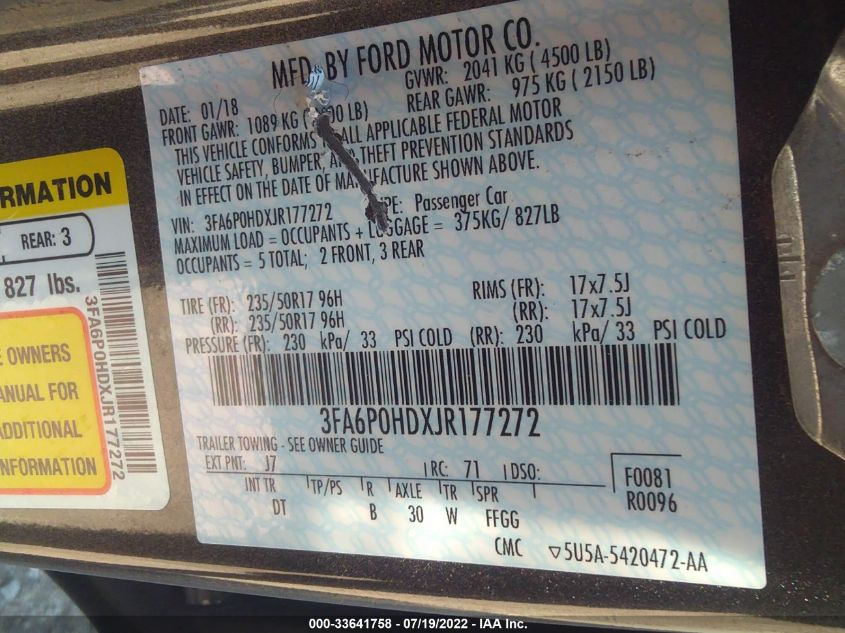 MFD. BY FORD MOTOR CO.
DATE: 01/18 GVWR: 2041 KG ( 4500 LB)
FRONT GAWR: 1089 KG ( 00 LB) REAR GAWR: 975 KG ( 2150 LB)
THIS VEHICLE CONFORMS ALL APPLICABLE FEDERAL MOTOR
VEHICLE SAFETY, BUMPER, THEFT PREVENTION STANDARDS
IN EFFECT ON THE DATE OF MANUFACTURE SHOWN ABOVE.
VIN: 3FA6P0HDXJR177272 TYPE: Passenger Car
MAXIMUM LOAD = OCCUPANTS + LUGGAGE = 375KG/ 827LB
OCCUPANTS = 5 TOTAL; 2 FRONT, 3 REAR
TIRE (FR): 235/50R17 96H RIMS (FR): 17x7.5J
(RR): 235/50R17 96H (RR): 17x7.5J
PRESSURE (FR): 230 kPa/ 33 PSI COLD (RR): 230 kPa/ 33 PSI COLD
3FA6P0HDXJR177272
TRAILER TOWING - SEE OWNER GUIDE
EXT PNT: J7 RC: 71 DSO: F0081
INT TR TP/PS R AXLE TR SPR R0096
DT B 30 W FFGG
CMC ▽5U5A-5420472-AA
RMATION
REAR: 3
827 lbs.
3FA6P0HDXJR177272
E OWNERS
ANUAL FOR
ADDITIONAL
INFORMATION
000-33641758 - 07/19/2022 - IAA Inc.